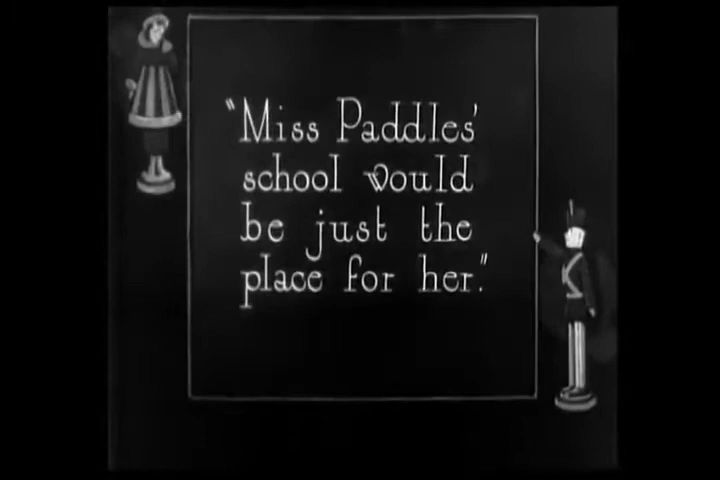 "Miss Paddles'
school would
be just the
place for her."